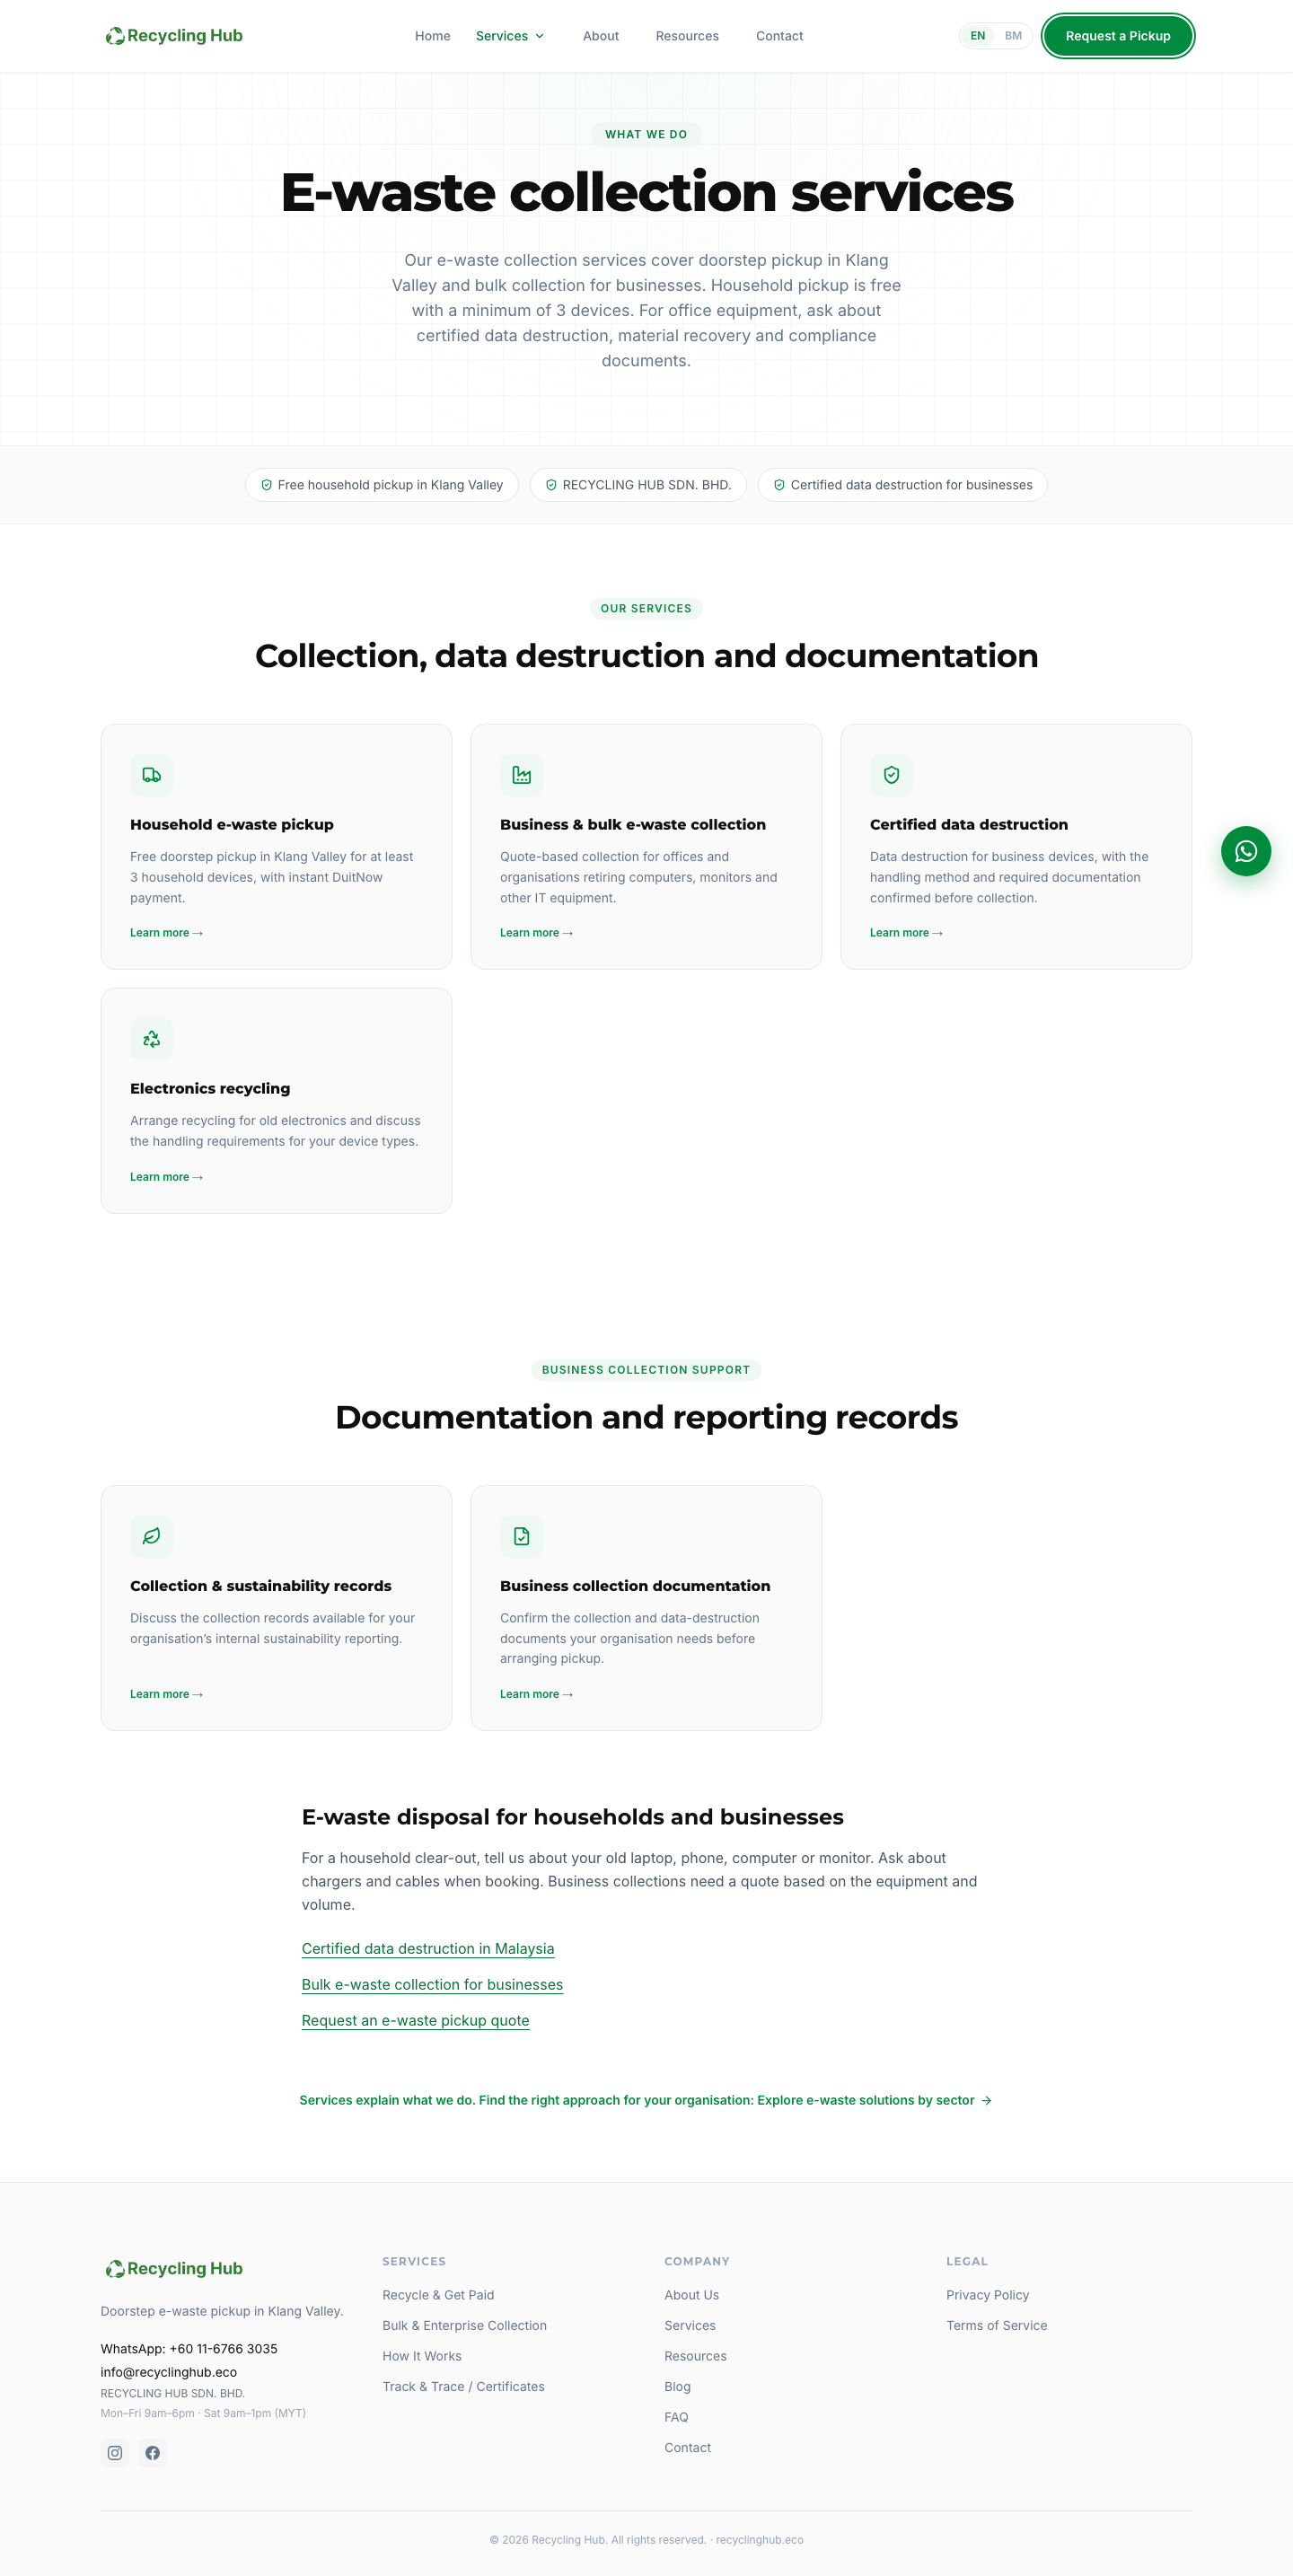 Recycling Hub
Home
Services
About
Resources
Contact
EN
BM
Request a Pickup
WHAT WE DO
E-waste collection services
Our e-waste collection services cover doorstep pickup in Klang
Valley and bulk collection for businesses. Household pickup is free
with a minimum of 3 devices. For office equipment, ask about
certified data destruction, material recovery and compliance
documents.
Free household pickup in Klang Valley
RECYCLING HUB SDN. BHD.
Certified data destruction for businesses
OUR SERVICES
Collection, data destruction and documentation
Household e-waste pickup
Free doorstep pickup in Klang Valley for at least
3 household devices, with instant DuitNow
payment.
Learn more →
Business & bulk e-waste collection
Quote-based collection for offices and
organisations retiring computers, monitors and
other IT equipment.
Learn more →
Certified data destruction
Data destruction for business devices, with the
handling method and required documentation
confirmed before collection.
Learn more →
Electronics recycling
Arrange recycling for old electronics and discuss
the handling requirements for your device types.
Learn more →
BUSINESS COLLECTION SUPPORT
Documentation and reporting records
Collection & sustainability records
Discuss the collection records available for your
organisation’s internal sustainability reporting.
Learn more →
Business collection documentation
Confirm the collection and data-destruction
documents your organisation needs before
arranging pickup.
Learn more →
E-waste disposal for households and businesses
For a household clear-out, tell us about your old laptop, phone, computer or monitor. Ask about
chargers and cables when booking. Business collections need a quote based on the equipment and
volume.
Certified data destruction in Malaysia
Bulk e-waste collection for businesses
Request an e-waste pickup quote
Services explain what we do. Find the right approach for your organisation: Explore e-waste solutions by sector →
Recycling Hub
Doorstep e-waste pickup in Klang Valley.
WhatsApp: +60 11-6766 3035
info@recyclinghub.eco
RECYCLING HUB SDN. BHD.
Mon–Fri 9am–6pm · Sat 9am–1pm (MYT)
SERVICES
Recycle & Get Paid
Bulk & Enterprise Collection
How It Works
Track & Trace / Certificates
COMPANY
About Us
Services
Resources
Blog
FAQ
Contact
LEGAL
Privacy Policy
Terms of Service
© 2026 Recycling Hub. All rights reserved. · recyclinghub.eco